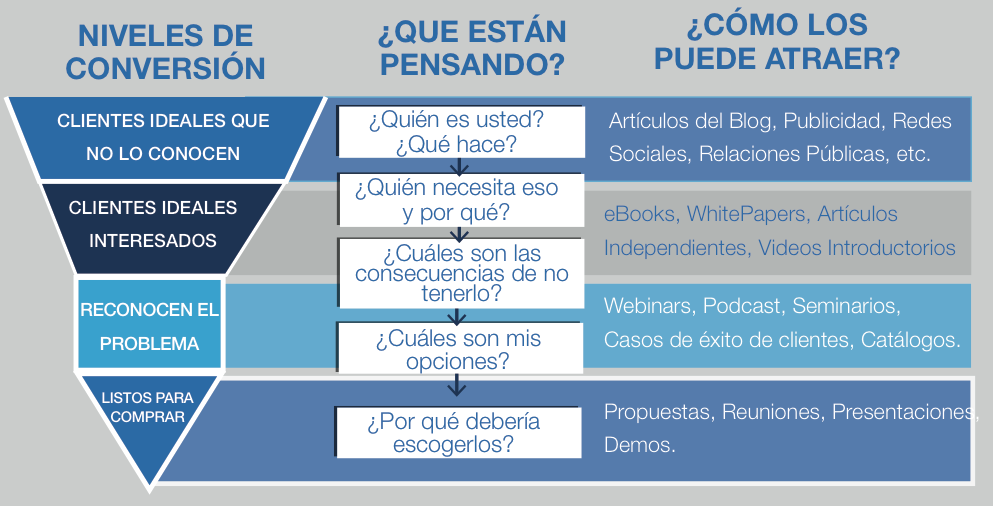 NIVELES DE
CONVERSIÓN
¿QUE ESTÁN
PENSANDO?
¿CÓMO LOS
PUEDE ATRAER?
CLIENTES IDEALES QUE
NO LO CONOCEN
¿Quién es usted?
¿Qué hace?
Artículos del Blog, Publicidad, Redes
Sociales, Relaciones Públicas, etc.
CLIENTES IDEALES
INTERESADOS
¿Quién necesita eso
y por qué?
eBooks, WhitePapers, Artículos
Independientes, Videos Introductorios
¿Cuáles son las
consecuencias de no
tenerlo?
RECONOCEN EL
PROBLEMA
¿Cuáles son mis
opciones?
Webinars, Podcast, Seminarios,
Casos de éxito de clientes, Catálogos.
LISTOS PARA
COMPRAR
¿Por qué debería
escogerlos?
Propuestas, Reuniones, Presentaciones,
Demos.